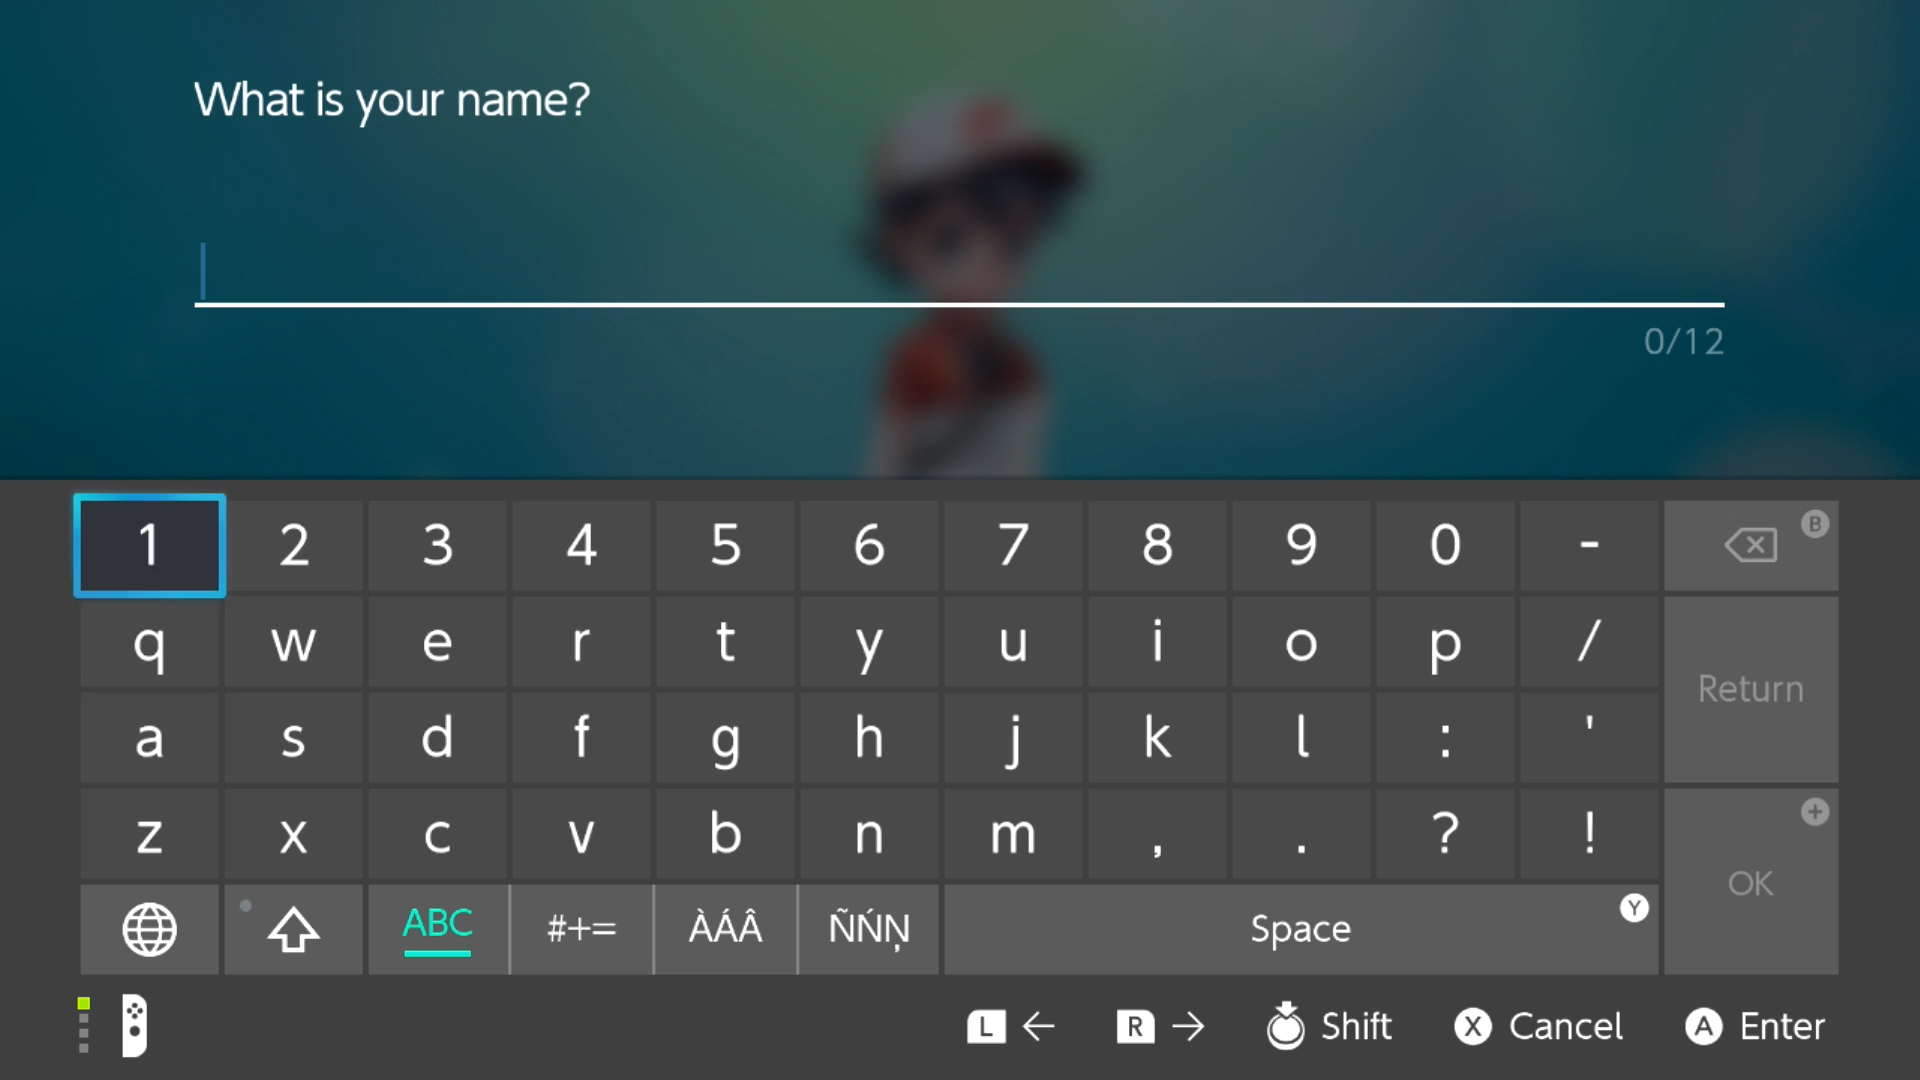 What is your name?
0/12
1 2 3 4 5 6 7 8 9 0 - B
q w e r t y u i o p /
Return
a s d f g h j k l : '
z x c v b n m , . ? ! +
OK
ABC #+= ÀÁÂ ÑŃŅ Space Y
L ← R → Shift X Cancel A Enter